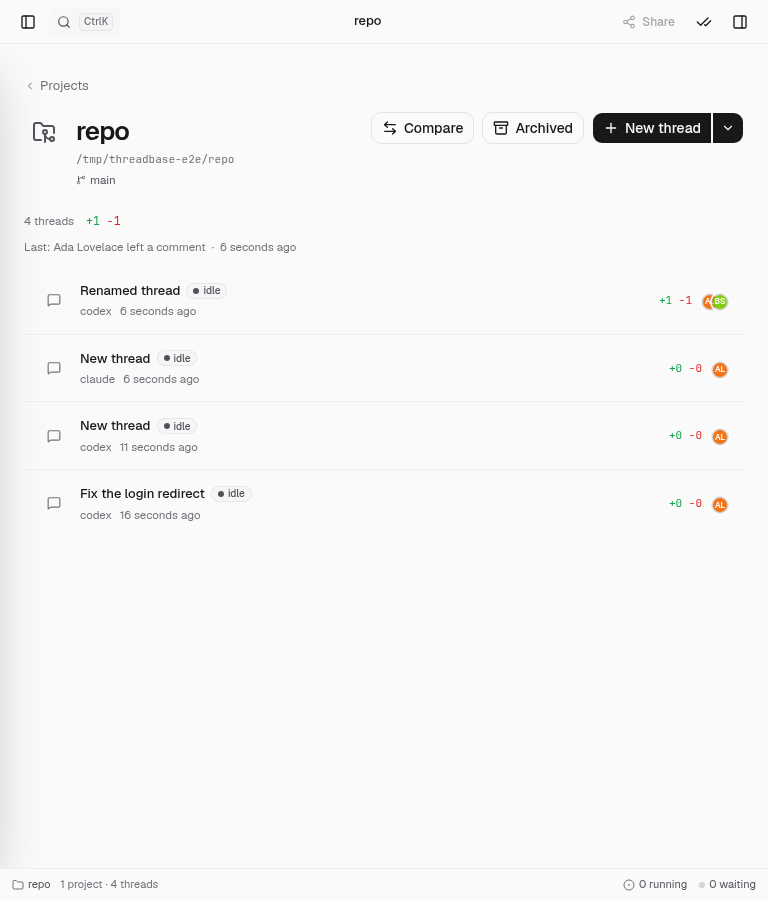 CtrlK
repo
Share
Projects
repo
Compare
Archived
New thread
/tmp/threadbase-e2e/repo
main
4 threads +1 -1
Last: Ada Lovelace left a comment · 6 seconds ago
Renamed thread idle
codex 6 seconds ago
+1 -1 BS
New thread idle
claude 6 seconds ago
+0 -0 AL
New thread idle
codex 11 seconds ago
+0 -0 AL
Fix the login redirect idle
codex 16 seconds ago
+0 -0 AL
repo 1 project · 4 threads
0 running 0 waiting